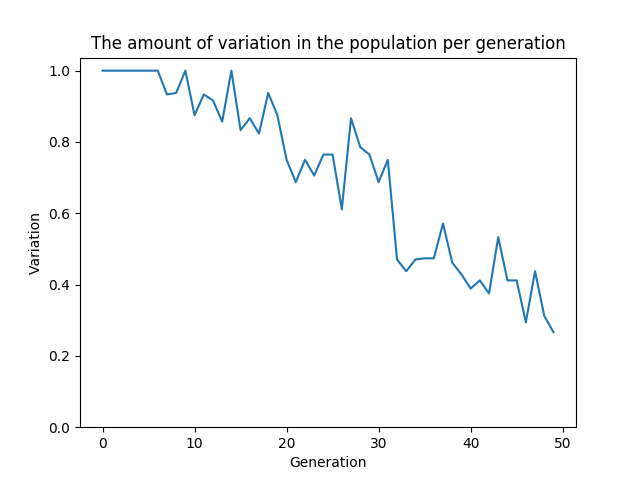 The amount of variation in the population per generation
1.0
0.8
0.6
0.4
0.2
0.0
Variation
0 10 20 30 40 50
Generation